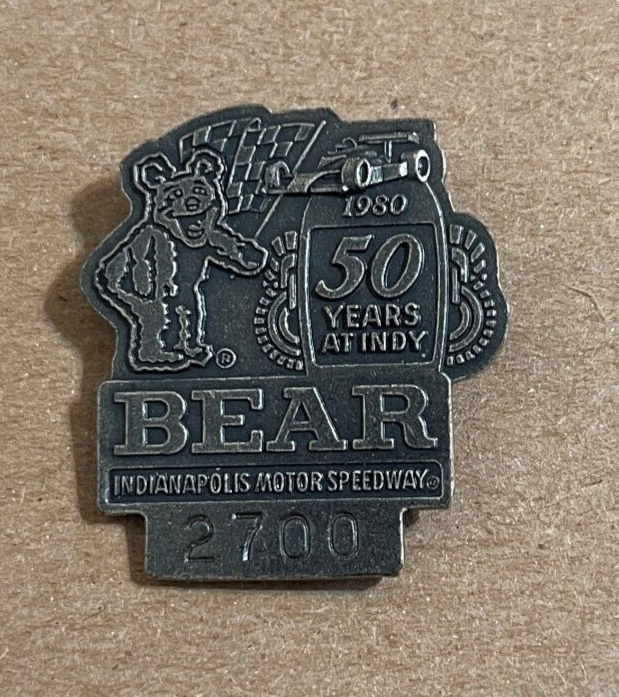 1980
50
YEARS
AT INDY
®
BEAR
INDIANAPOLIS MOTOR SPEEDWAY®
2700